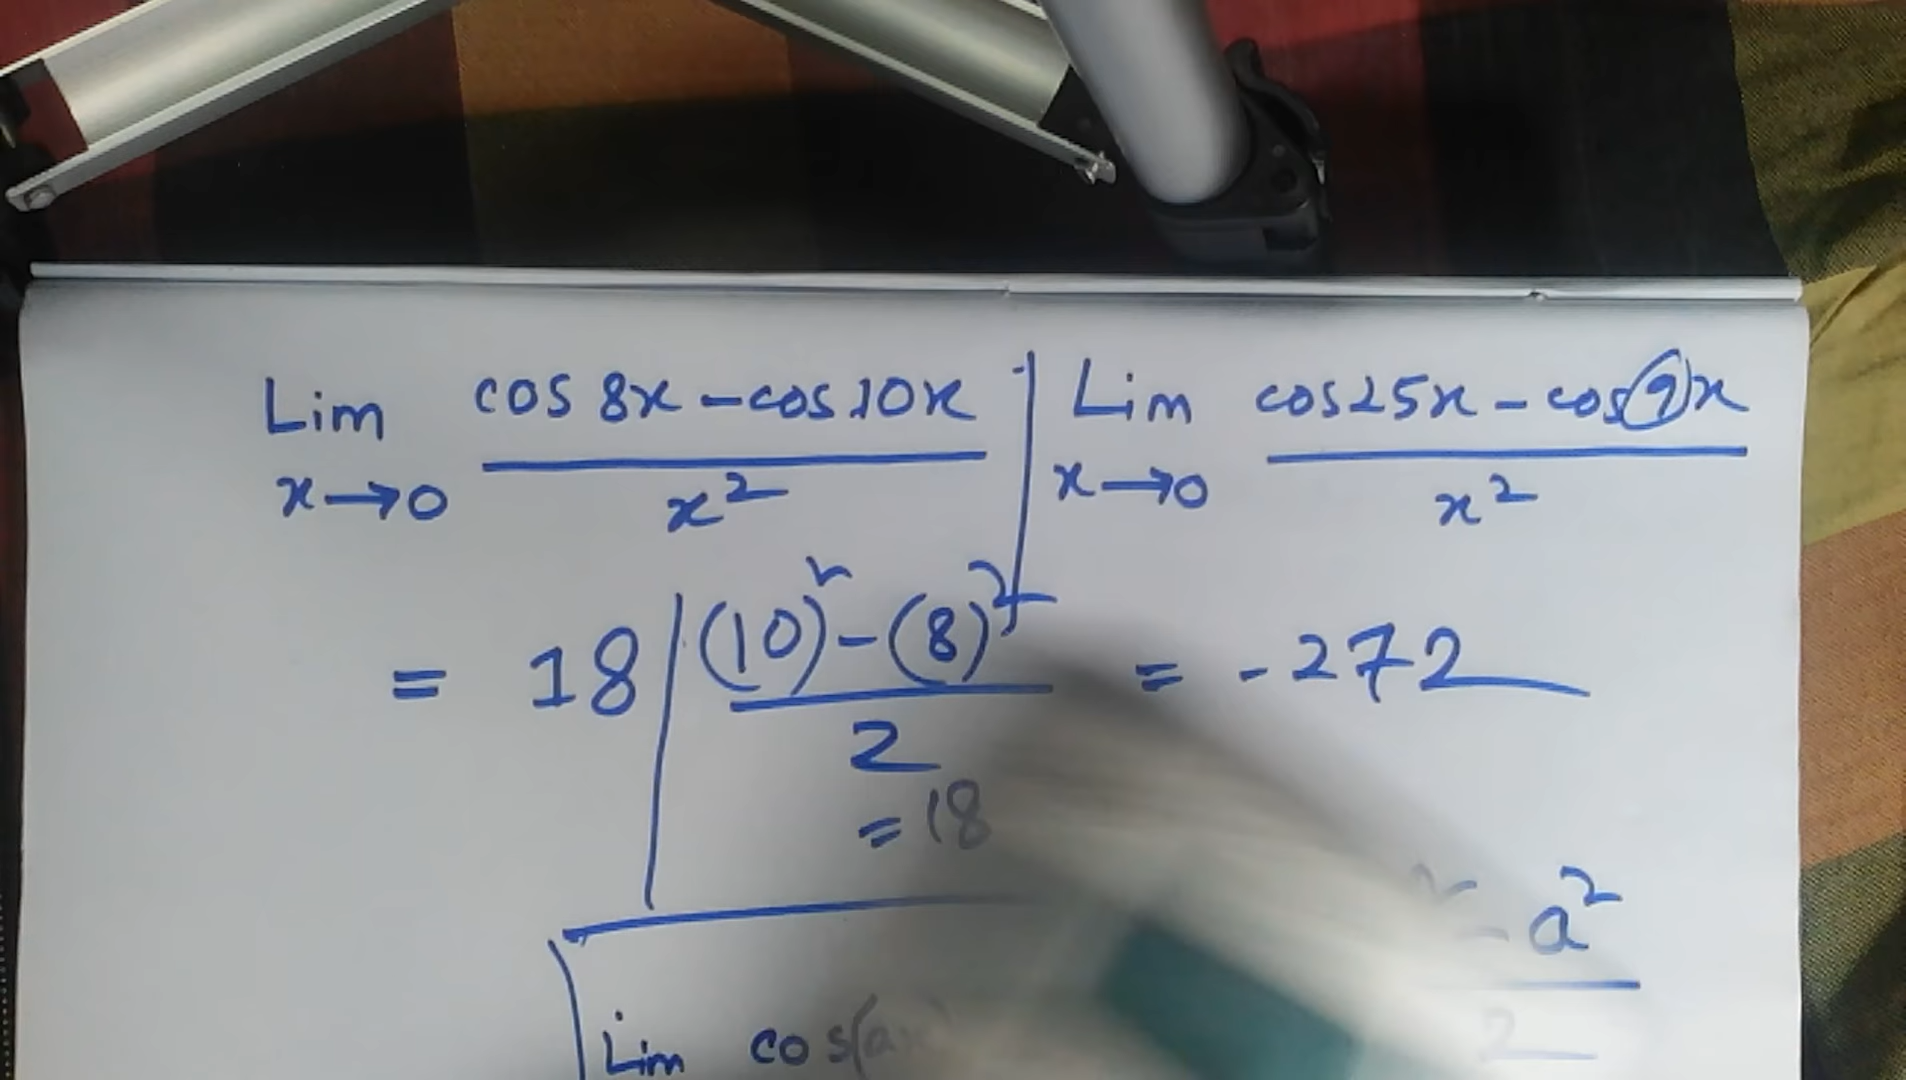 Lim cos 8x - cos 10x
x→0 x²
= 18 (10)² - (8)²
2
= 18
Lim cos 25x - cos 9x
x→0 x²
= -272
Lim cos(ax
- a²
2